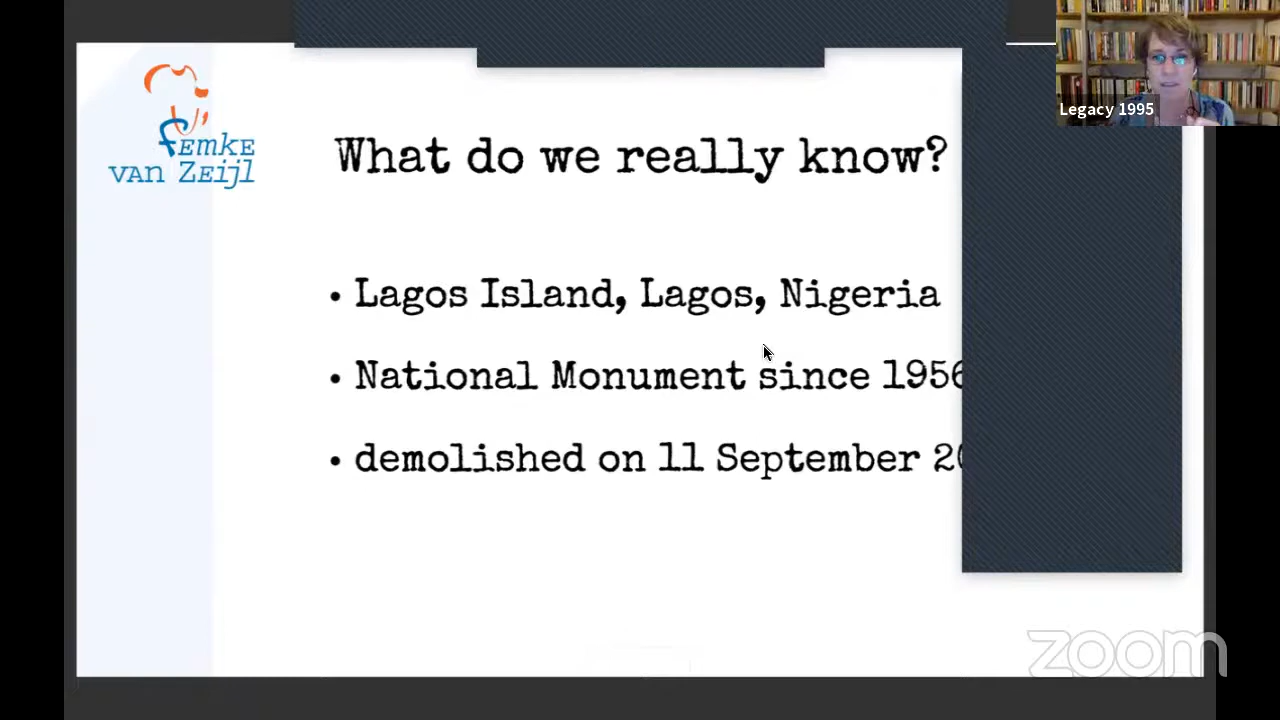 Femke
van Zeijl
Legacy 1995
What do we really know?
• Lagos Island, Lagos, Nigeria
• National Monument since 1956
• demolished on 11 September 2
zoom